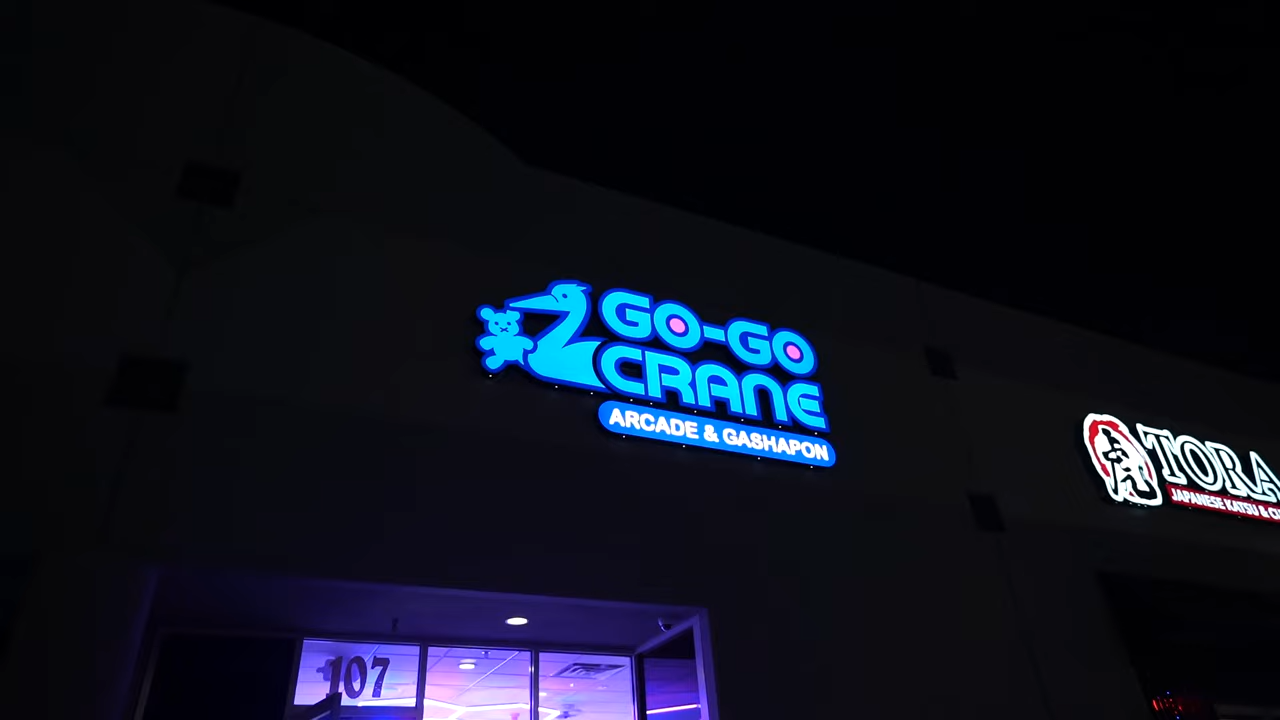 GO-GO
CRANE
ARCADE & GASHAPON
TORA
JAPANESE KATSU &
107